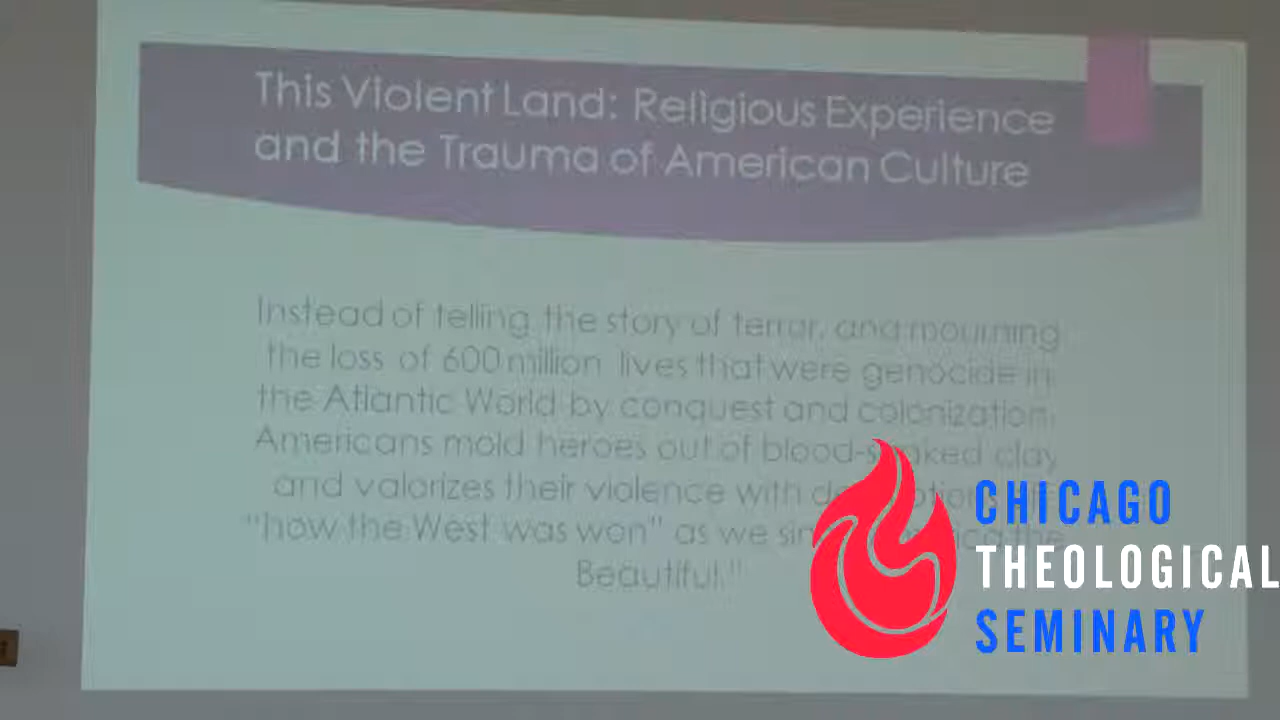 This Violent Land: Religious Experience
and the Trauma of American Culture
Instead of telling the story of terror, and mourning
the loss of 600 million lives that were genocide in
the Atlantic World by conquest and colonization,
Americans mold heroes out of blood-soaked clay
and valorizes their violence with
"how the West was won" as we the
Beautiful."
CHICAGO
THEOLOGICAL
SEMINARY